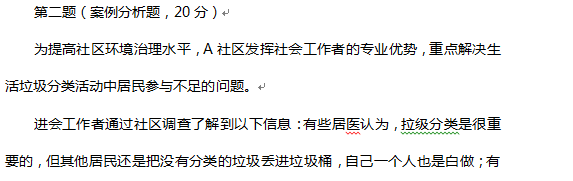 第二题（案例分析题，20 分）
为提高社区环境治理水平，A 社区发挥社会工作者的专业优势，重点解决生
活垃圾分类活动中居民参与不足的问题。
进会工作者通过社区调查了解到以下信息：有些居医认为，拉级分类是很重
要的，但其他居民还是把没有分类的垃圾丢进垃圾桶，自己一个人也是白做；有